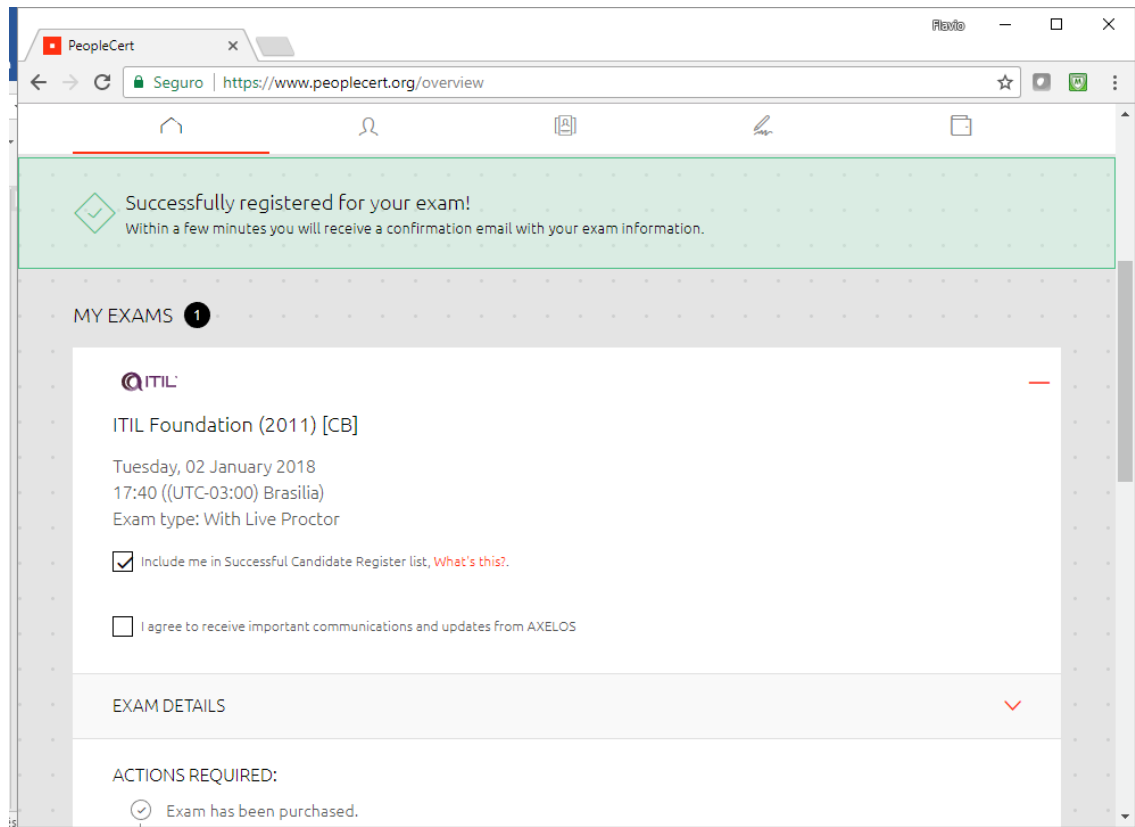 Flavio
PeopleCert
Seguro | https://www.peoplecert.org/overview
Successfully registered for your exam!
Within a few minutes you will receive a confirmation email with your exam information.
MY EXAMS 1
ITIL
ITIL Foundation (2011) [CB]
Tuesday, 02 January 2018
17:40 ((UTC-03:00) Brasilia)
Exam type: With Live Proctor
Include me in Successful Candidate Register list, What's this?.
I agree to receive important communications and updates from AXELOS
EXAM DETAILS
ACTIONS REQUIRED:
Exam has been purchased.